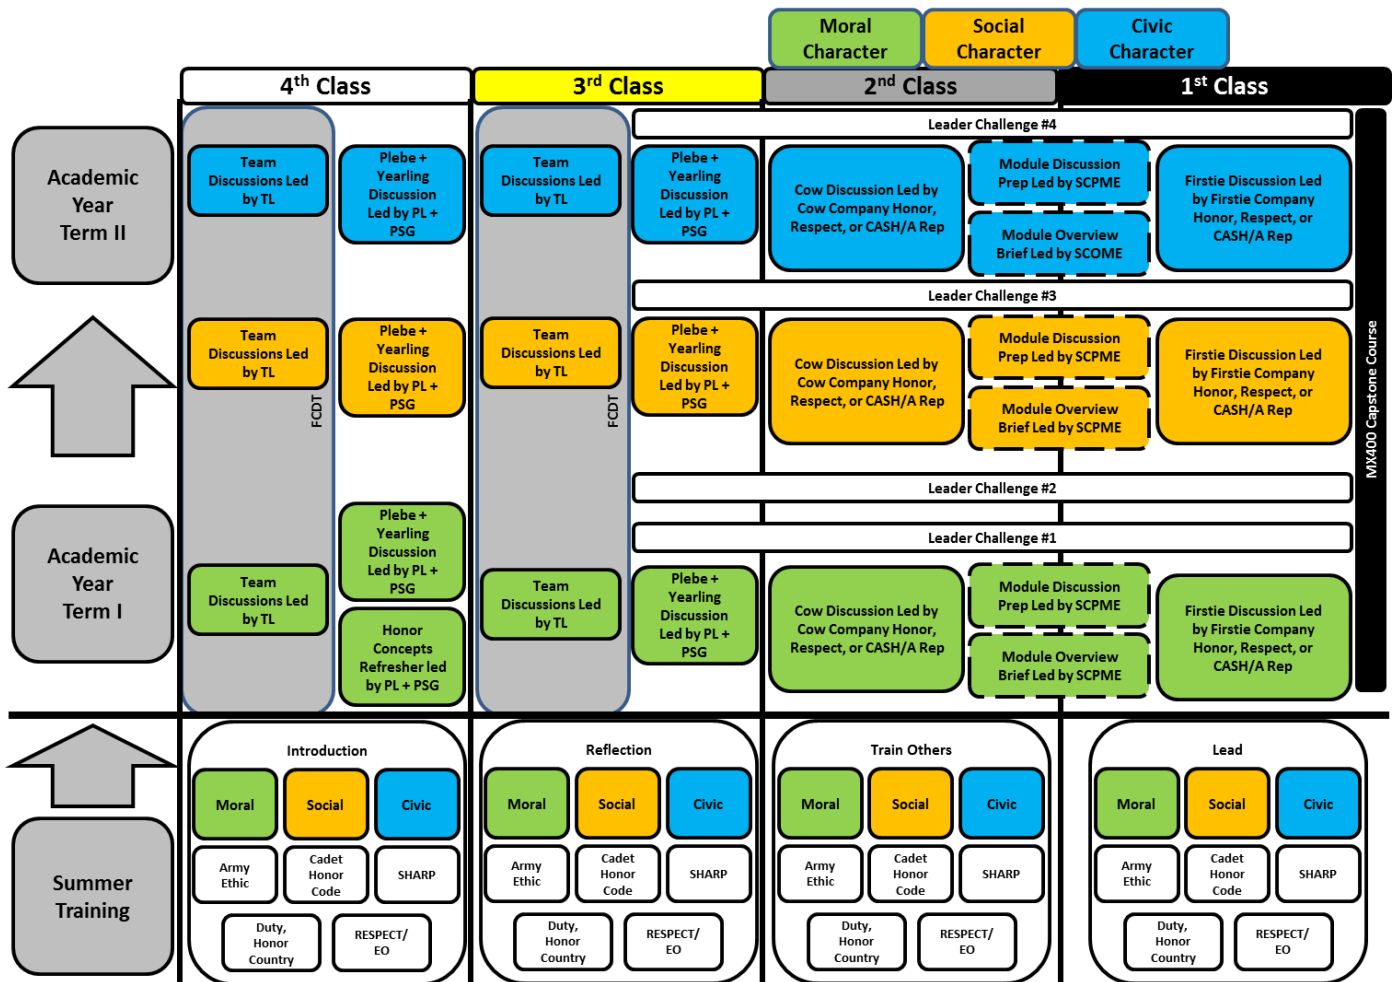 Moral
Character
Social
Character
Civic
Character
4th Class
3rd Class
2nd Class
1st Class
Leader Challenge #4
Academic
Year
Term II
Team
Discussions Led
by TL
Plebe +
Yearling
Discussion
Led by PL +
PSG
Team
Discussions Led
by TL
Plebe +
Yearling
Discussion
Led by PL +
PSG
Cow Discussion Led by
Cow Company Honor,
Respect, or CASH/A Rep
Module Discussion
Prep Led by SCPME
Module Overview
Brief Led by SCOME
Firstie Discussion Led
by Firstie Company
Honor, Respect, or
CASH/A Rep
Leader Challenge #3
Team
Discussions Led
by TL
FCDT
Plebe +
Yearling
Discussion
Led by PL +
PSG
Team
Discussions Led
by TL
FCDT
Plebe +
Yearling
Discussion
Led by PL +
PSG
Cow Discussion Led by
Cow Company Honor,
Respect, or CASH/A Rep
Module Discussion
Prep Led by SCPME
Module Overview
Brief Led by SCPME
Firstie Discussion Led
by Firstie Company
Honor, Respect, or
CASH/A Rep
MX400 Capstone Course
Leader Challenge #2
Leader Challenge #1
Academic
Year
Term I
Team
Discussions Led
by TL
Plebe +
Yearling
Discussion
Led by PL +
PSG
Honor
Concepts
Refresher led
by PL + PSG
Team
Discussions Led
by TL
Plebe +
Yearling
Discussion
Led by PL +
PSG
Cow Discussion Led by
Cow Company Honor,
Respect, or CASH/A Rep
Module Discussion
Prep Led by SCPME
Module Overview
Brief Led by SCPME
Firstie Discussion Led
by Firstie Company
Honor, Respect, or
CASH/A Rep
Summer
Training
Introduction
Moral
Social
Civic
Army
Ethic
Cadet
Honor
Code
SHARP
Duty,
Honor
Country
RESPECT/
EO
Reflection
Moral
Social
Civic
Army
Ethic
Cadet
Honor
Code
SHARP
Duty,
Honor
Country
RESPECT/
EO
Train Others
Moral
Social
Civic
Army
Ethic
Cadet
Honor
Code
SHARP
Duty,
Honor
Country
RESPECT/
EO
Lead
Moral
Social
Civic
Army
Ethic
Cadet
Honor
Code
SHARP
Duty,
Honor
Country
RESPECT/
EO